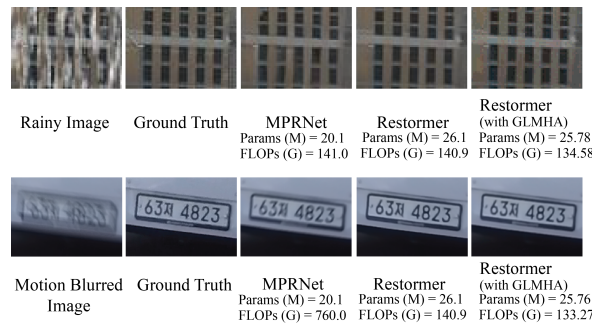 Rainy Image
Ground Truth
MPRNet
Params (M) = 20.1
FLOPs (G) = 141.0
Restormer
Params (M) = 26.1
FLOPs (G) = 140.9
Restormer
(with GLMHA)
Params (M) = 25.78
FLOPs (G) = 134.58
63저 4823
63저 4823
63저 4823
63저 4823
Motion Blurred
Image
Ground Truth
MPRNet
Params (M) = 20.1
FLOPs (G) = 760.0
Restormer
Params (M) = 26.1
FLOPs (G) = 140.9
Restormer
(with GLMHA)
Params (M) = 25.76
FLOPs (G) = 133.27